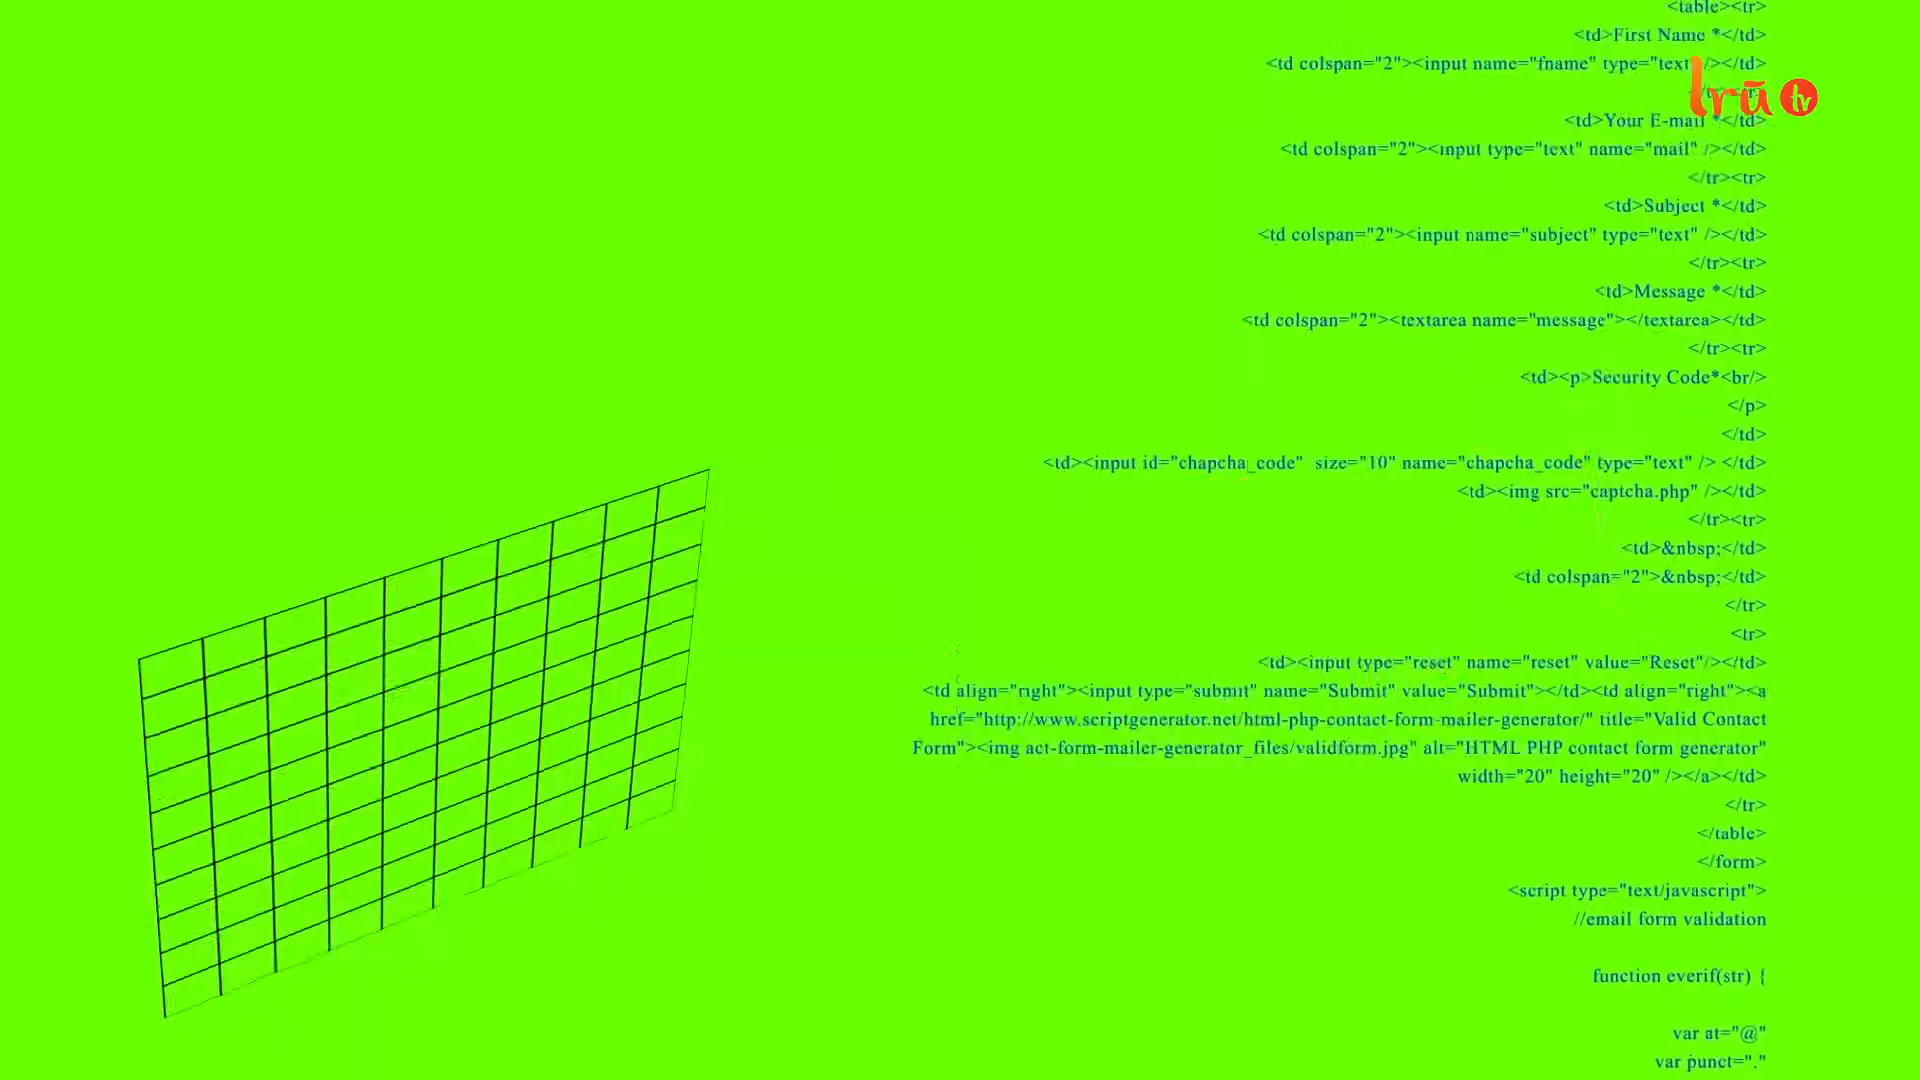 <table><tr>
<td>First Name *</td>
<td colspan="2"><input name="fname" type="text" /></td>
lrū tv
<td>Your E-mail *</td>
<td colspan="2"><input type="text" name="mail" /></td>
</tr><tr>
<td>Subject *</td>
<td colspan="2"><input name="subject" type="text" /></td>
</tr><tr>
<td>Message *</td>
<td colspan="2"><textarea name="message"></textarea></td>
</tr><tr>
<td><p>Security Code*<br/>
</p>
</td>
<td><input id="chapcha_code"  size="10" name="chapcha_code" type="text" /> </td>
<td><img src="captcha.php" /></td>
</tr><tr>
<td>&nbsp;</td>
<td colspan="2">&nbsp;</td>
</tr>
<tr>
<td><input type="reset" name="reset" value="Reset"/></td>
<td align="right"><input type="submit" name="Submit" value="Submit"></td><td align="right"><a
href="http://www.scriptgenerator.net/html-php-contact-form-mailer-generator/" title="Valid Contact
Form"><img act-form-mailer-generator_files/validform.jpg" alt="HTML PHP contact form generator"
width="20" height="20" /></a></td>
</tr>
</table>
</form>
<script type="text/javascript">
//email form validation
function everif(str) {
var at="@"
var punct="."